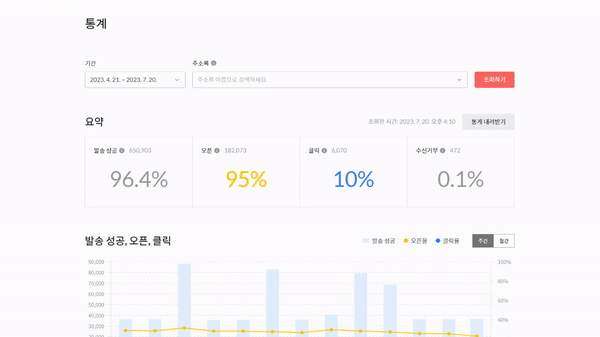 통계
기간
주소록
2023. 4. 21. ~ 2023. 7. 20.
주소록 이름으로 검색하세요
조회하기
요약
조회한 시간: 2023. 7. 20. 오후 4:10
통계 내려받기
발송 성공 650,903
오픈 182,073
클릭 6,070
수신거부 472
96.4%
95%
10%
0.1%
발송 성공, 오픈, 클릭
발송 성공 오픈율 클릭률
주간 월간
90,000
80,000
70,000
60,000
50,000
40,000
30,000
20,000
100%
80%
60%
40%